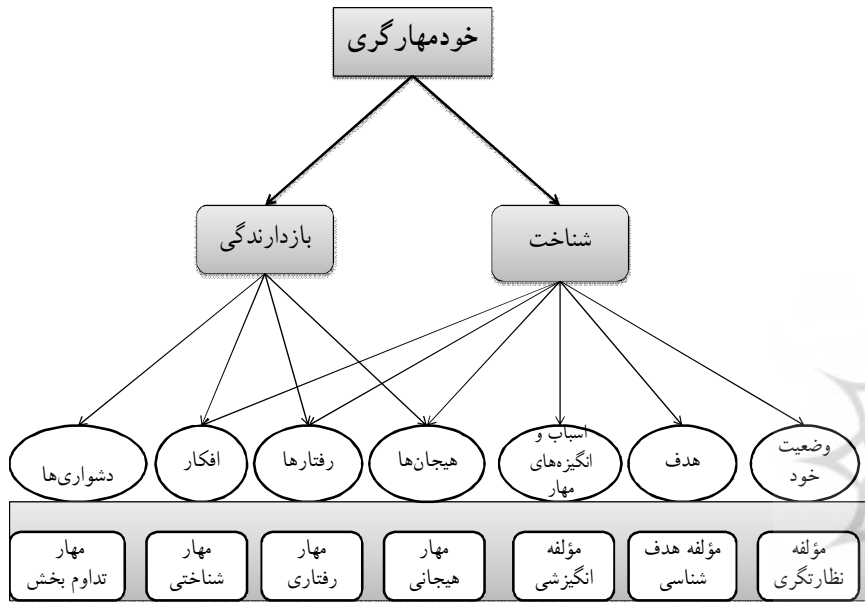 خودمهارگری
شناخت
بازدارندگی
وضعیت
خود
هدف
اسباب و
انگیزه‌های
مهار
هیجان‌ها
رفتارها
افکار
دشواری‌ها
مؤلفه
نظارتگری
مؤلفه هدف
شناسی
مؤلفه
انگیزشی
مهار
هیجانی
مهار
رفتاری
مهار
شناختی
مهار
تداوم بخش